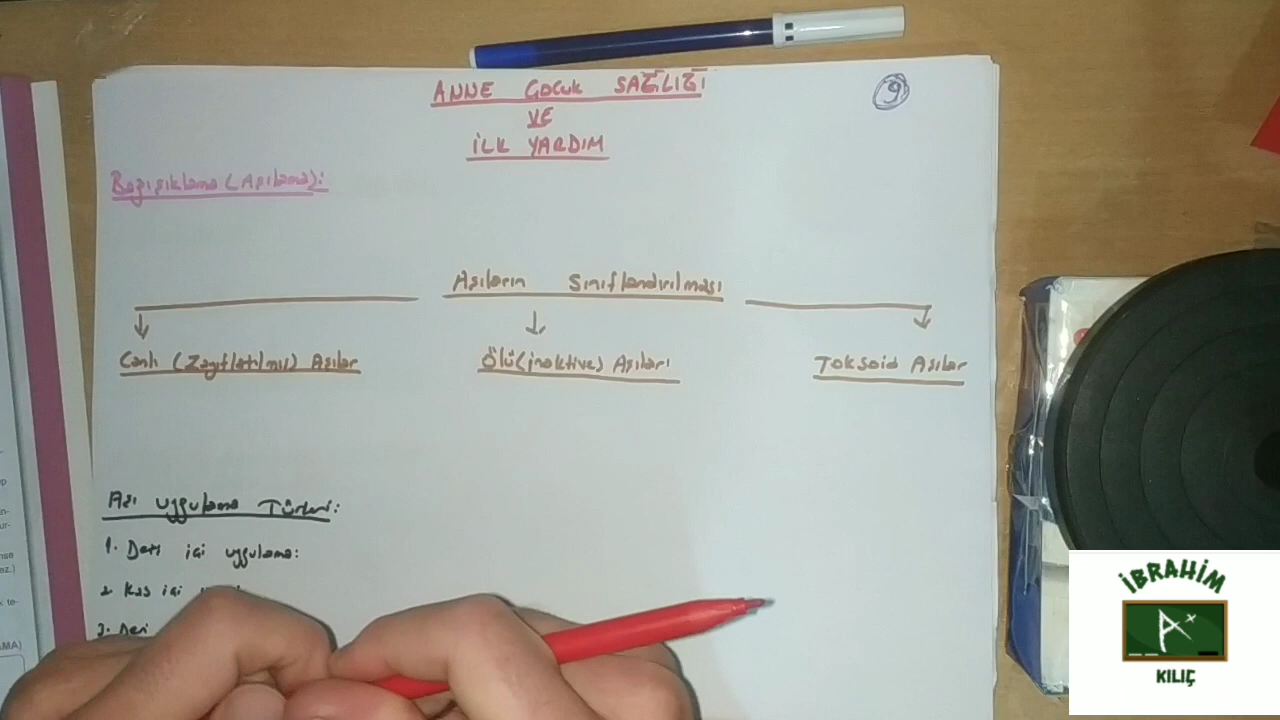 ANNE ÇOCUK SAĞLIĞI
9
VE
İLK YARDIM
Bağışıklama (Aşılama):
Aşıların Sınıflandırılması
Canlı (Zayıflatılmış) Aşılar
Ölü (inaktive) Aşıları
Toksoid Aşılar
Aşı uygulama Türleri:
1. Deri içi uygulama:
2. Kas içi
3. Deri
İBRAHİM
A+
KILIÇ